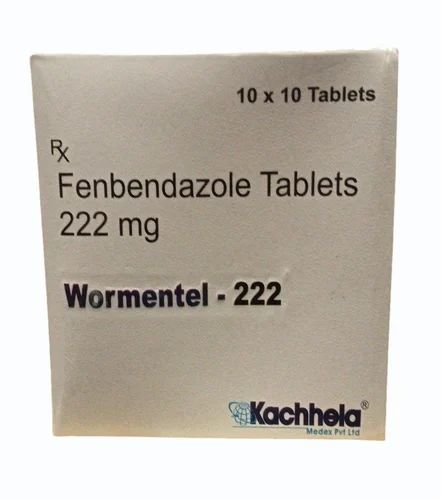 10 x 10 Tablets
Rx
Fenbendazole Tablets
222 mg
Wormentel - 222
Kachhela®
Medex Pvt Ltd